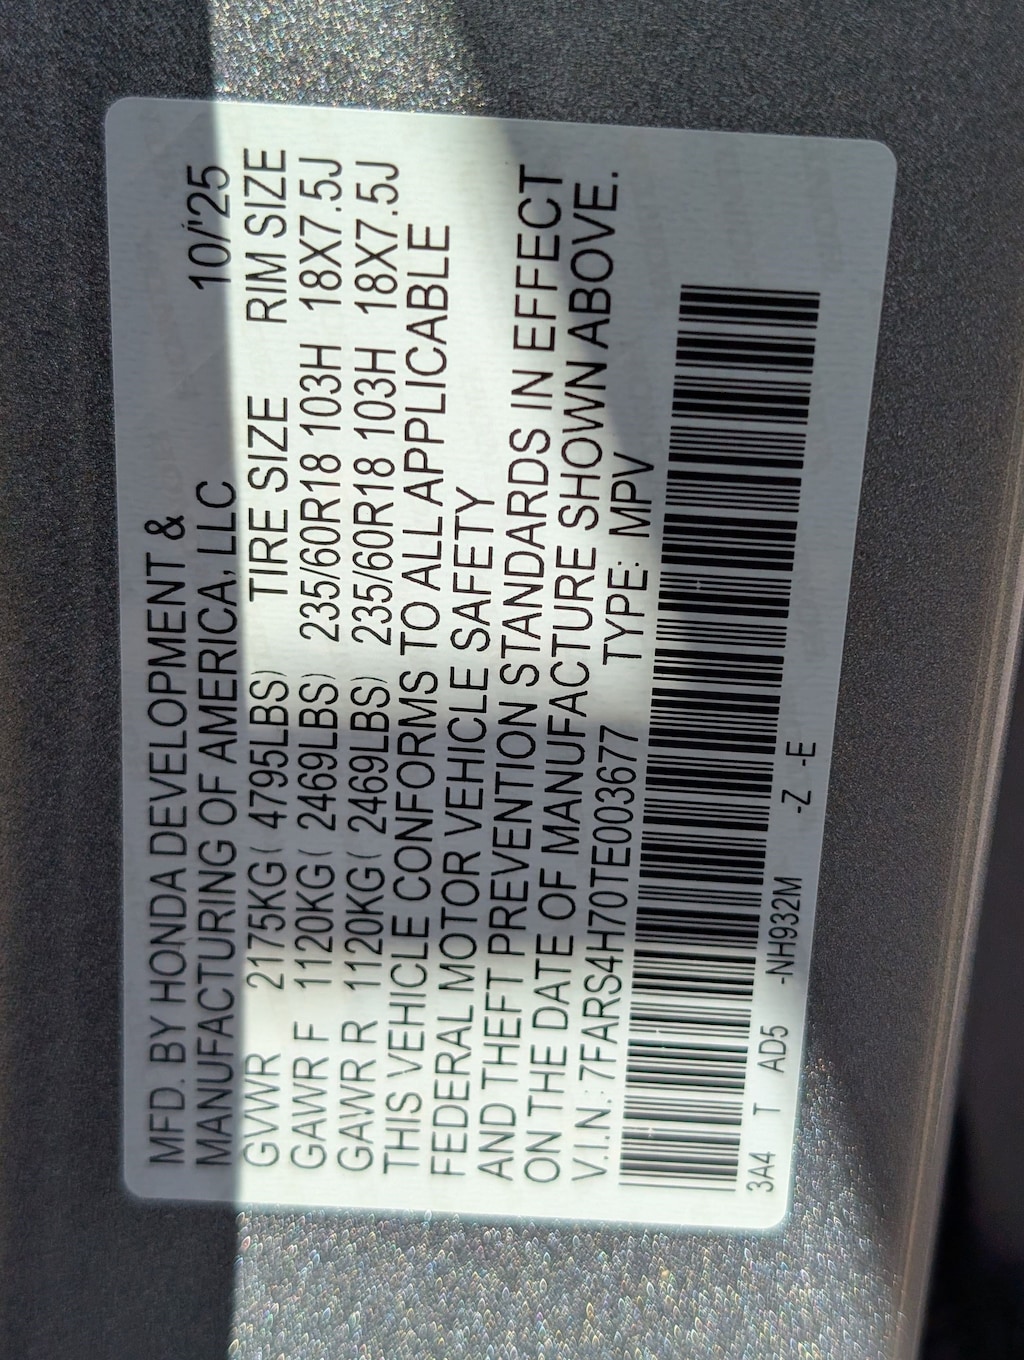 MFD. BY HONDA DEVELOPMENT &
MANUFACTURING OF AMERICA, LLC 10/'25
GVWR 2175KG( 4795LBS) TIRE SIZE RIM SIZE
GAWR F 1120KG( 2469LBS) 235/60R18 103H 18X7.5J
GAWR R 1120KG( 2469LBS) 235/60R18 103H 18X7.5J
THIS VEHICLE CONFORMS TO ALL APPLICABLE
FEDERAL MOTOR VEHICLE SAFETY
AND THEFT PREVENTION STANDARDS IN EFFECT
ON THE DATE OF MANUFACTURE SHOWN ABOVE.
V.I.N.: 7FARS4H70TE003677 TYPE: MPV
3A4 T AD5 -NH932M -Z -E